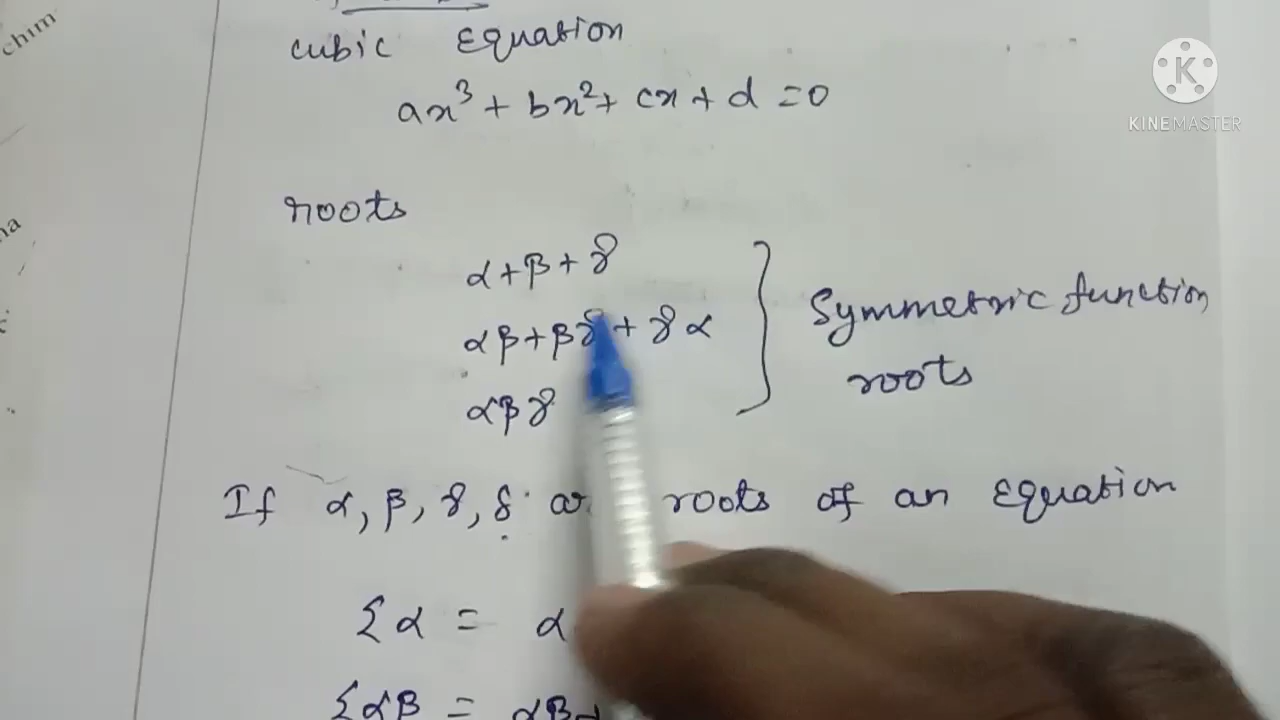 chim
cubic Equation
KINEMASTER
ax³ + bx² + cx + d = 0
roots
α + β + γ
αβ + βγ + γα
αβγ
Symmetric function
roots
If α, β, γ, δ roots of an Equation
Σα = α
Σαβ = αβ+